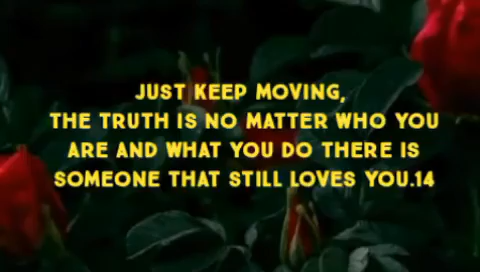 JUST KEEP MOVING,
THE TRUTH IS NO MATTER WHO YOU
ARE AND WHAT YOU DO THERE IS
SOMEONE THAT STILL LOVES YOU.14